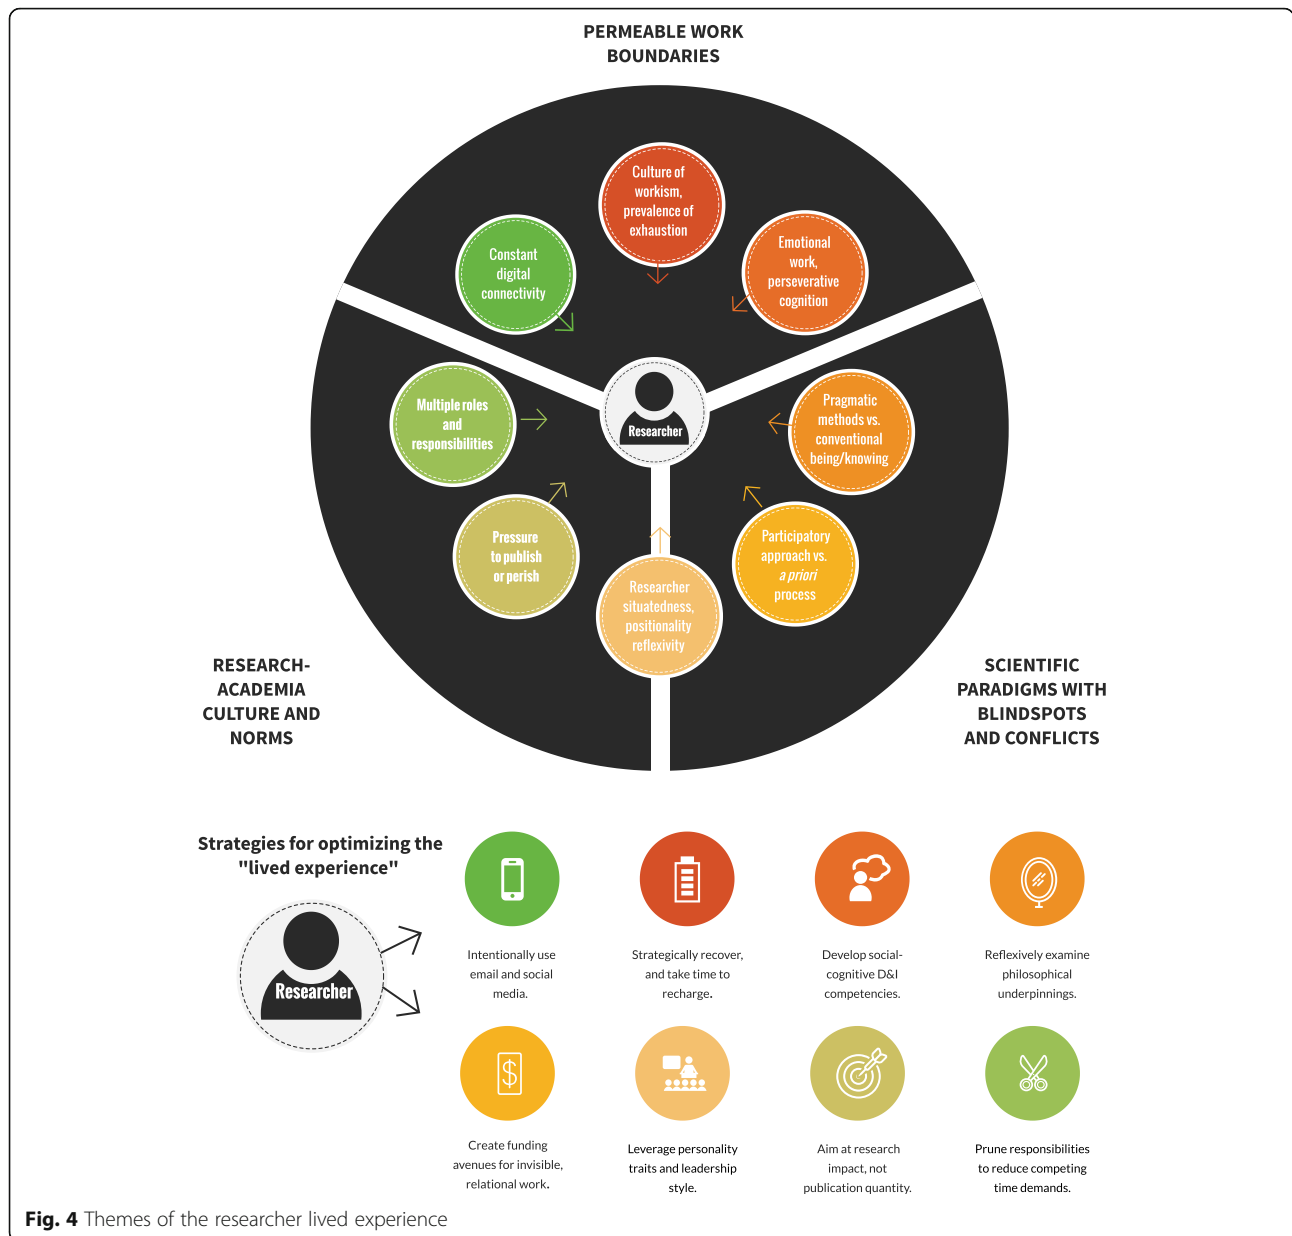 PERMEABLE WORK
BOUNDARIES
Culture of
workism,
prevalence of
exhaustion
Constant
digital
connectivity
Emotional
work,
perseverative
cognition
Multiple roles
and
responsibilities
Researcher
Pragmatic
methods vs.
conventional
being/knowing
Pressure
to publish
or perish
Researcher
situatedness,
positionality
reflexivity
Participatory
approach vs.
a priori
process
RESEARCH-
ACADEMIA
CULTURE AND
NORMS
SCIENTIFIC
PARADIGMS WITH
BLINDSPOTS
AND CONFLICTS
Strategies for optimizing the
"lived experience"
Researcher
Intentionally use
email and social
media.
Strategically recover,
and take time to
recharge.
Develop social-
cognitive D&I
competencies.
Reflexively examine
philosophical
underpinnings.
$
Create funding
avenues for invisible,
relational work.
Leverage personality
traits and leadership
style.
Aim at research
impact, not
publication quantity.
Prune responsibilities
to reduce competing
time demands.
Fig. 4 Themes of the researcher lived experience